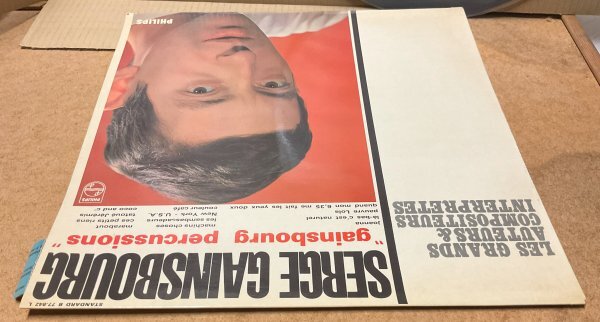 STANDARD B 77.842 L
SERGE GAINSBOURG
"gainsbourg percussions"
joanna
là-bas c'est naturel
pauvre Lola
quand mon 6,35 me fait les yeux doux
machins choses
les sambassadeurs
New York - U.S.A.
couleur café
marabout
ces petits riens
tatoué Jérémie
coco and c°
PHILIPS
PHILIPS
LES GRANDS
AUTEURS &
COMPOSITEURS
INTERPRETES